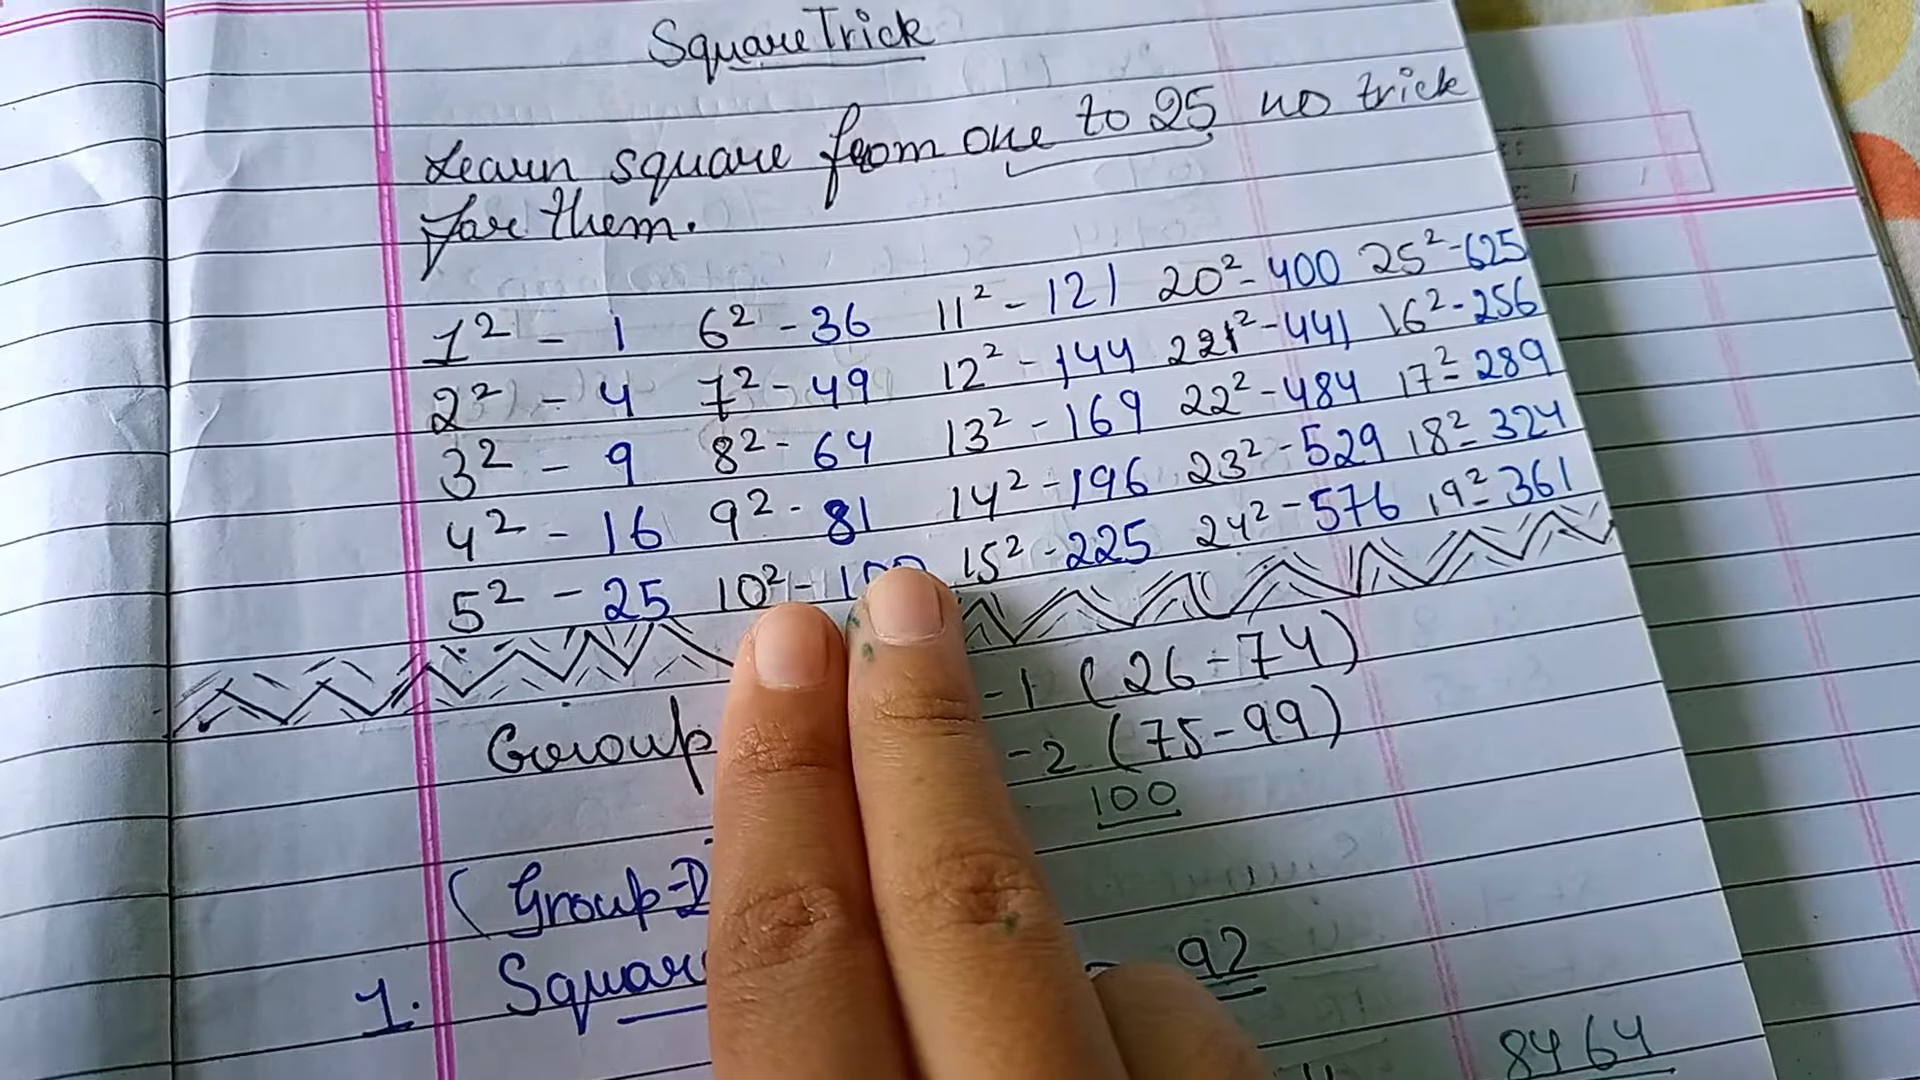 Square Trick
Learn square from one to 25 no trick
for them.
1² - 1 6² - 36 11² - 121 20² - 400 25² - 625
2² - 4 7² - 49 12² - 144 221² - 441 16² - 256
3² - 9 8² - 64 13² - 169 22² - 484 17² - 289
4² - 16 9² - 81 14² - 196 23² - 529 18² - 324
5² - 25 10² - 100 15² - 225 24² - 576 19² - 361
Group -1 (26-74)
-2 (75-99)
100
(Group-
1. Square 92
8464